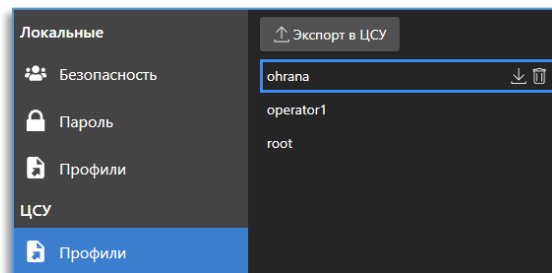 Локальные
Безопасность
Пароль
Профили
ЦСУ
Профили
Экспорт в ЦСУ
ohrana
operator1
root